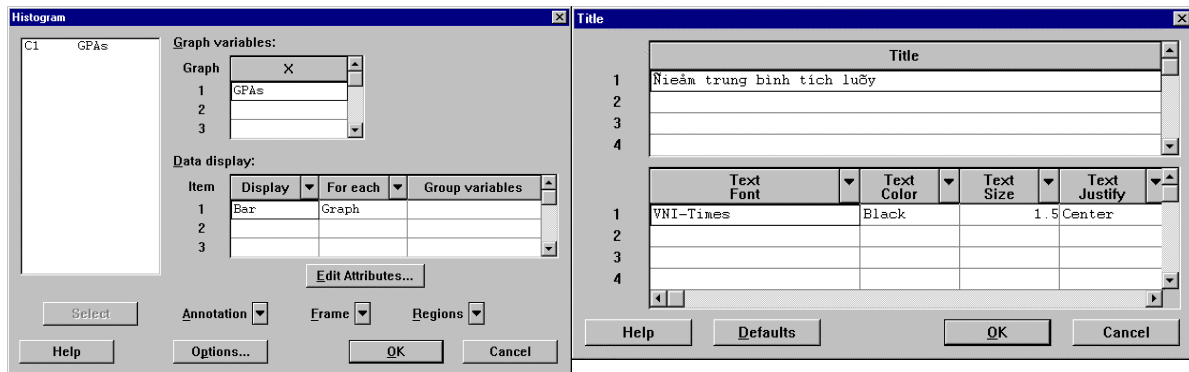 Histogram
C1 GPAs
Graph variables:
Graph X
1 GPAs
2
3
Data display:
Item Display For each Group variables
1 Bar Graph
2
3
Edit Attributes...
Select Annotation Frame Regions
Help Options... OK Cancel
Title
Title
1 Ñieåm trung bình tích luõy
2
3
4
Text Font Text Color Text Size Text Justify
1 VNI-Times Black 1.5 Center
2
3
4
Help Defaults OK Cancel